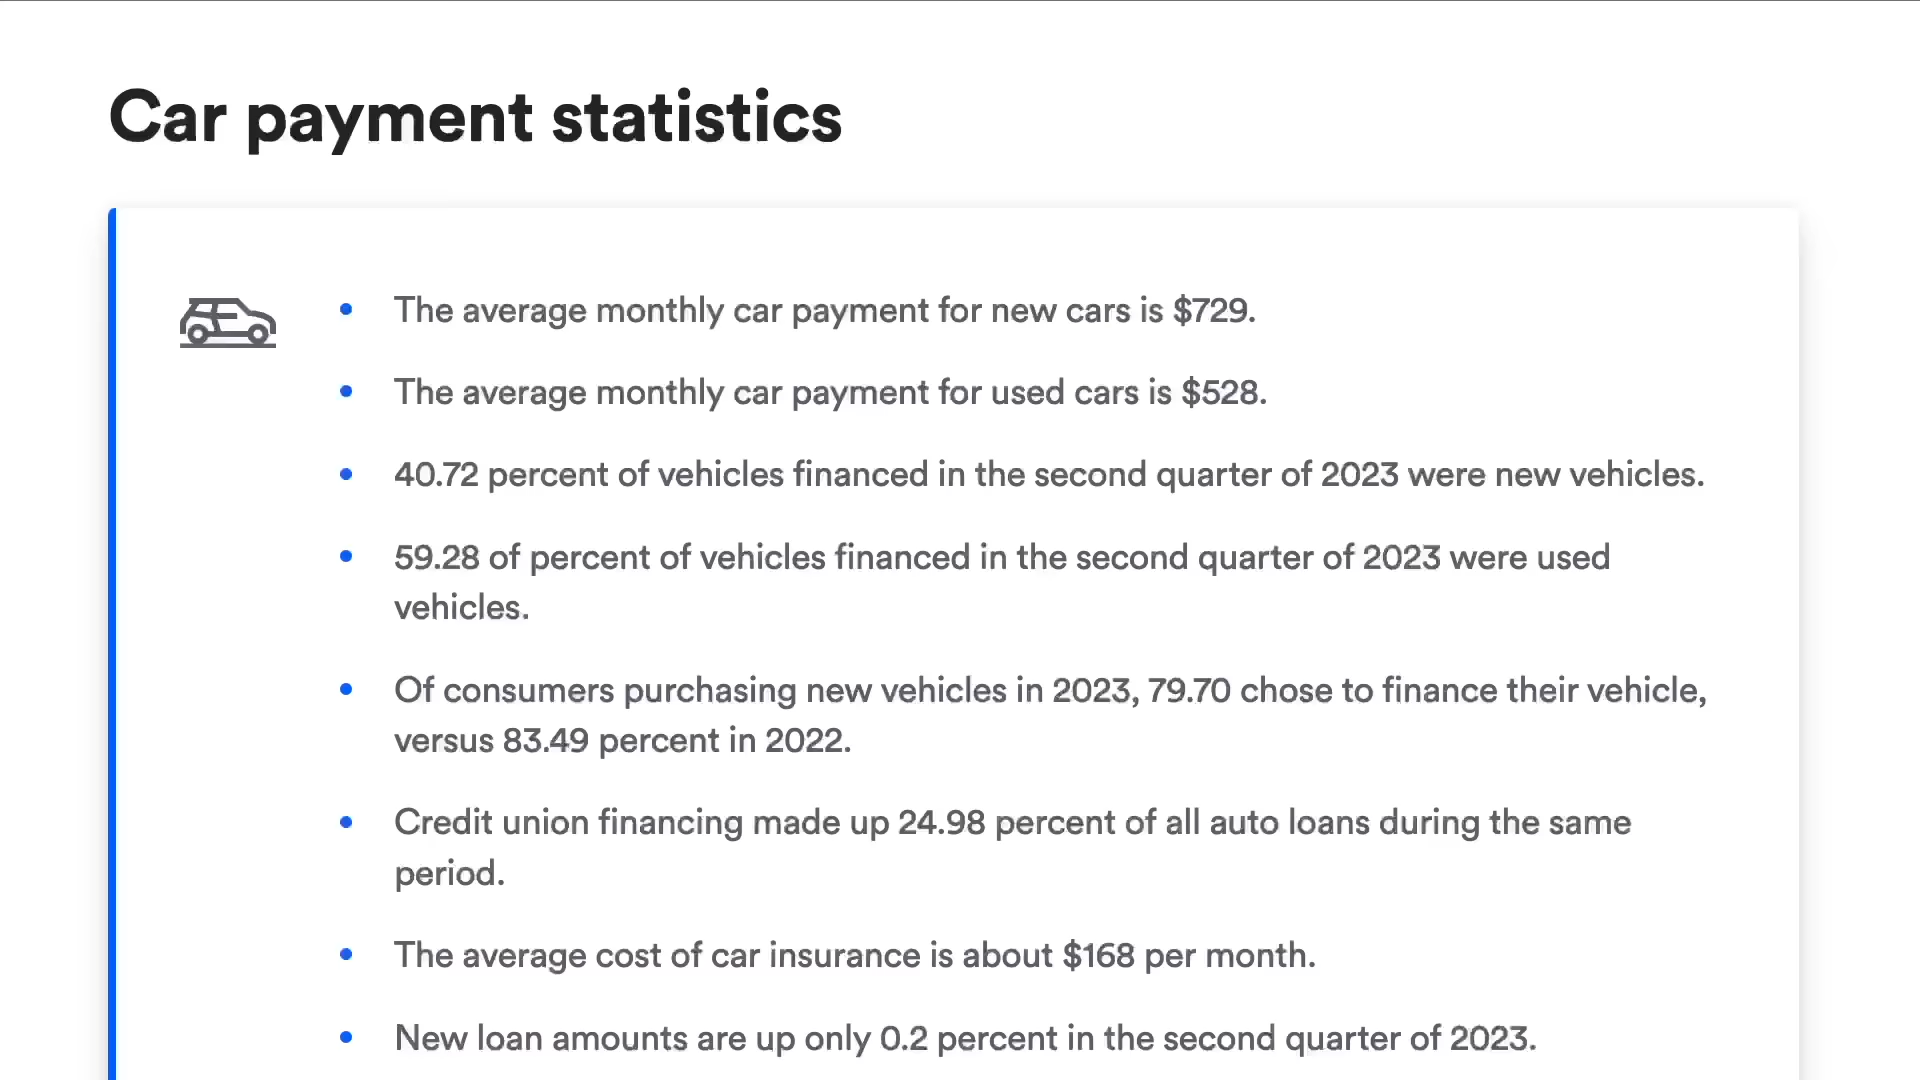 Car payment statistics
The average monthly car payment for new cars is $729.
The average monthly car payment for used cars is $528.
40.72 percent of vehicles financed in the second quarter of 2023 were new vehicles.
59.28 of percent of vehicles financed in the second quarter of 2023 were used
vehicles.
Of consumers purchasing new vehicles in 2023, 79.70 chose to finance their vehicle,
versus 83.49 percent in 2022.
Credit union financing made up 24.98 percent of all auto loans during the same
period.
The average cost of car insurance is about $168 per month.
New loan amounts are up only 0.2 percent in the second quarter of 2023.